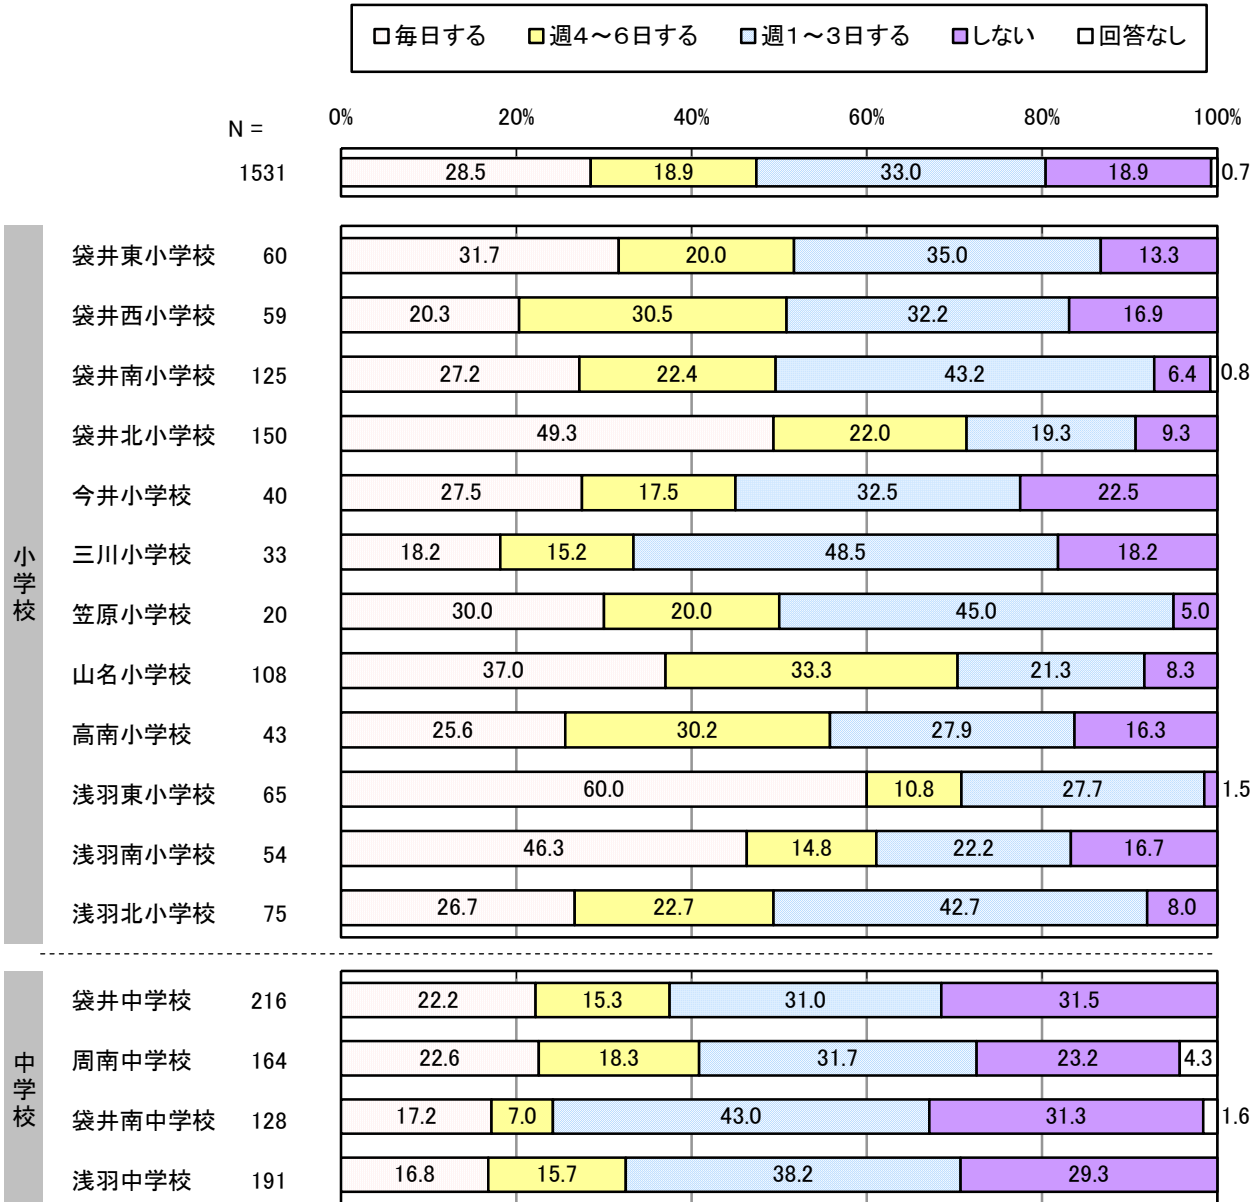 毎日する 週4～6日する 週1～3日する しない 回答なし
N = 0% 20% 40% 60% 80% 100%
1531 28.5 18.9 33.0 18.9 0.7
袋井東小学校 60 31.7 20.0 35.0 13.3
袋井西小学校 59 20.3 30.5 32.2 16.9
袋井南小学校 125 27.2 22.4 43.2 6.4 0.8
袋井北小学校 150 49.3 22.0 19.3 9.3
今井小学校 40 27.5 17.5 32.5 22.5
小学校
三川小学校 33 18.2 15.2 48.5 18.2
笠原小学校 20 30.0 20.0 45.0 5.0
山名小学校 108 37.0 33.3 21.3 8.3
高南小学校 43 25.6 30.2 27.9 16.3
浅羽東小学校 65 60.0 10.8 27.7 1.5
浅羽南小学校 54 46.3 14.8 22.2 16.7
浅羽北小学校 75 26.7 22.7 42.7 8.0
袋井中学校 216 22.2 15.3 31.0 31.5
中学校
周南中学校 164 22.6 18.3 31.7 23.2 4.3
袋井南中学校 128 17.2 7.0 43.0 31.3 1.6
浅羽中学校 191 16.8 15.7 38.2 29.3